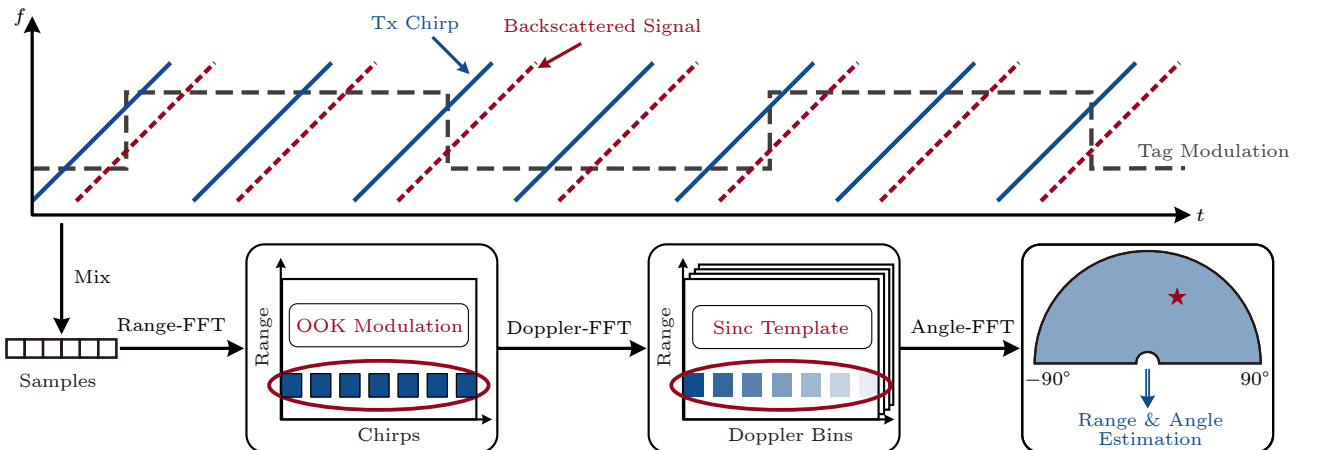 f
Tx Chirp
Backscattered Signal
Tag Modulation
t
Mix
Samples
Range-FFT
Range
OOK Modulation
Chirps
Doppler-FFT
Range
Sinc Template
Doppler Bins
Angle-FFT
−90° 90°
Range & Angle
Estimation